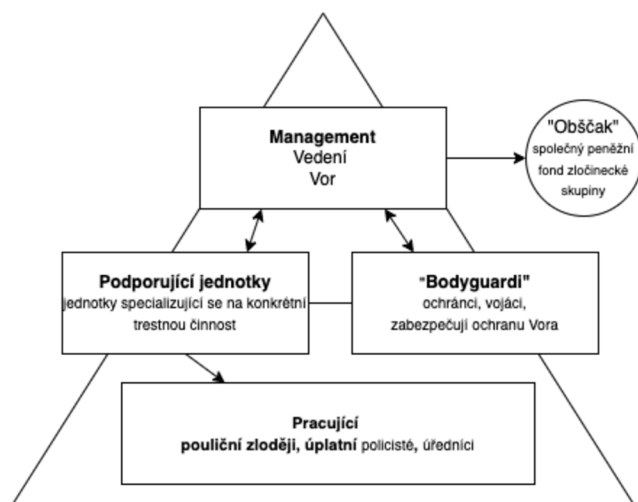 Management
Vedení
Vor
"Obščak"
společný peněžní
fond zločinecké
skupiny
Podporující jednotky
jednotky specializující se na konkrétní
trestnou činnost
"Bodyguardi"
ochránci, vojáci,
zabezpečují ochranu Vora
Pracující
pouliční zloději, úplatní policisté, úředníci